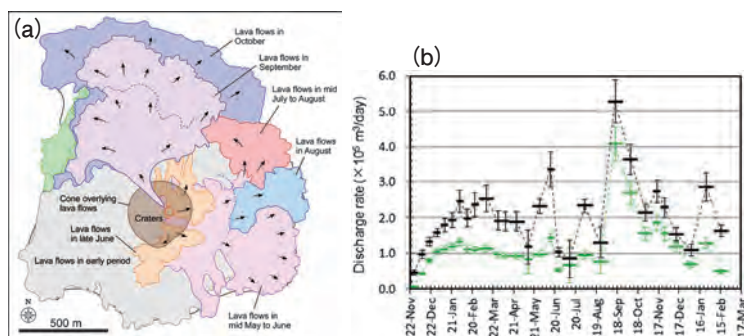 (a)
Lava flows in
October
Lava flows in
September
Lava flows in mid
July to August
Lava flows
in August
Cone overlying
lava flows
Craters
Lava flows
in late June
Lava flows in early period
Lava flows in
mid May to June
N
500 m
(b)
Discharge rate (×10⁵ m³/day)
6.0
5.0
4.0
3.0
2.0
1.0
0.0
22-Nov
22-Dec
21-Jan
20-Feb
22-Mar
21-Apr
21-May
20-Jun
20-Jul
19-Aug
18-Sep
18-Oct
16-Jan
15-Feb